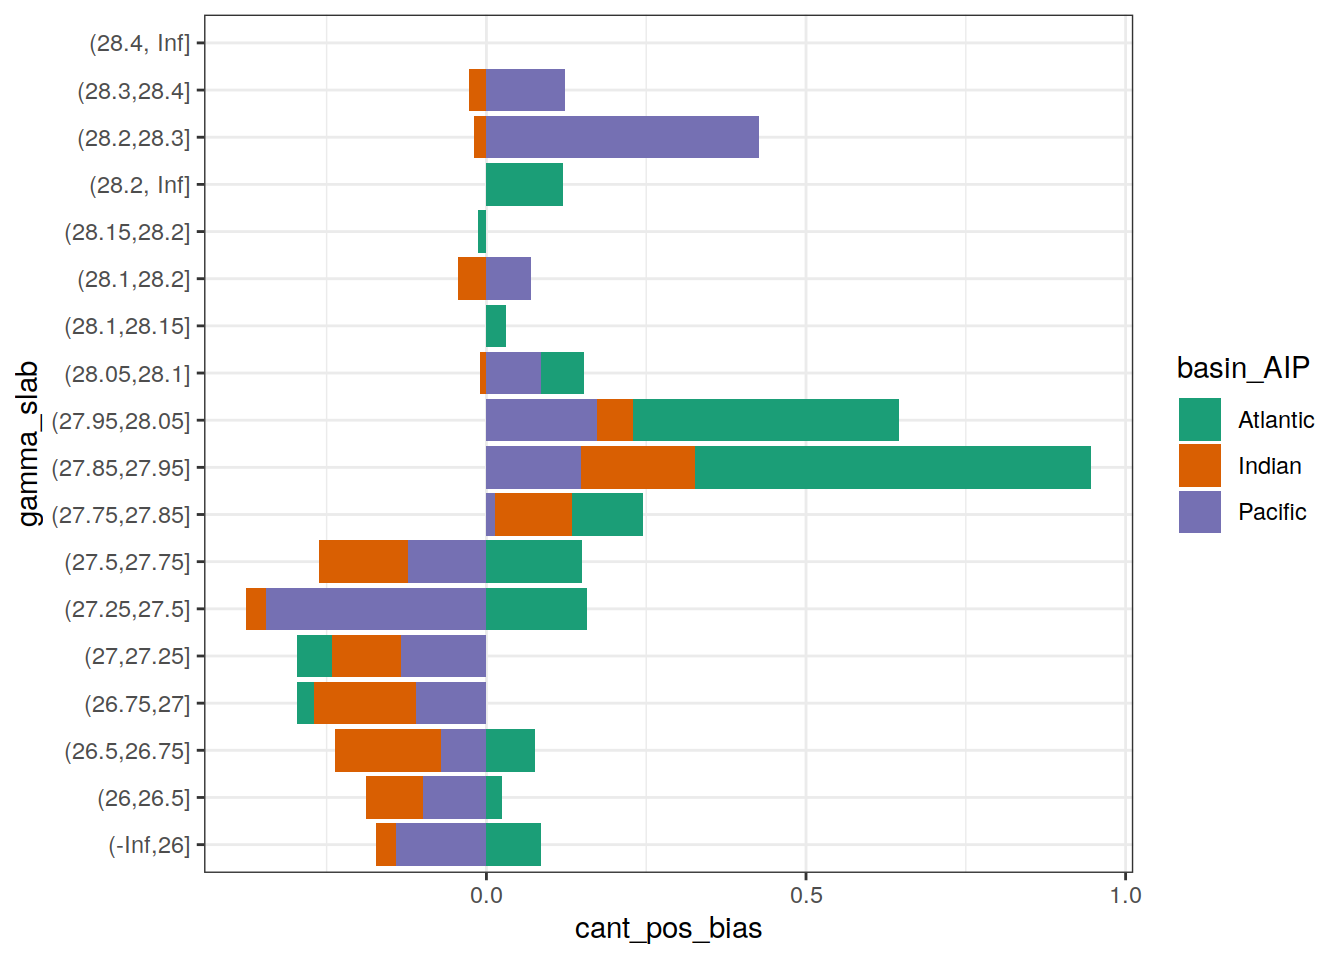 (28.4, Inf]
(28.3,28.4]
(28.2,28.3]
(28.2, Inf]
(28.15,28.2]
(28.1,28.2]
(28.1,28.15]
(28.05,28.1]
(27.95,28.05]
(27.85,27.95]
(27.75,27.85]
(27.5,27.75]
(27.25,27.5]
(27,27.25]
(26.75,27]
(26.5,26.75]
(26,26.5]
(-Inf,26]
gamma_slab
0.0
0.5
1.0
cant_pos_bias
basin_AIP
Atlantic
Indian
Pacific